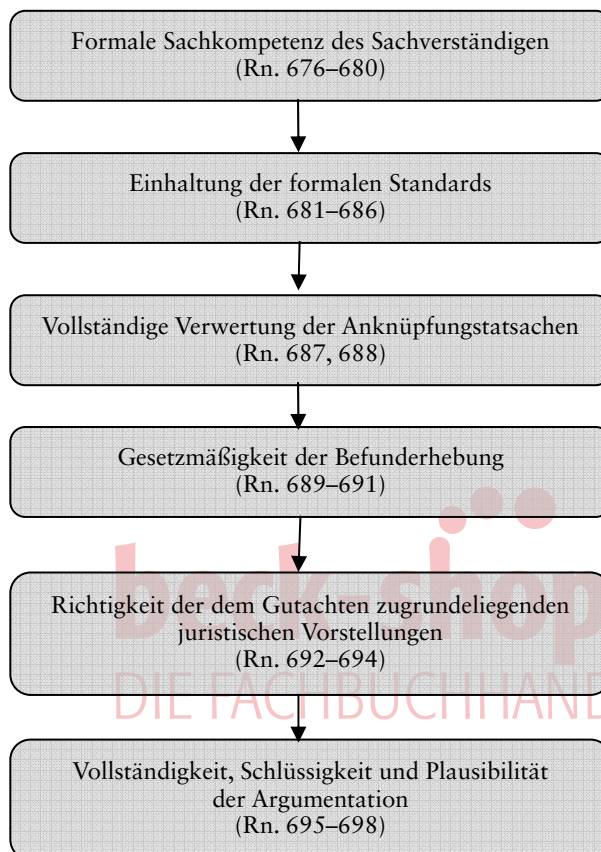 Formale Sachkompetenz des Sachverständigen
(Rn. 676–680)
Einhaltung der formalen Standards
(Rn. 681–686)
Vollständige Verwertung der Anknüpfungstatsachen
(Rn. 687, 688)
Gesetzmäßigkeit der Befunderhebung
(Rn. 689–691)
beck-shop
Richtigkeit der dem Gutachten zugrundeliegenden
juristischen Vorstellungen
(Rn. 692–694)
DIE FACHBUCHHAND
Vollständigkeit, Schlüssigkeit und Plausibilität
der Argumentation
(Rn. 695–698)